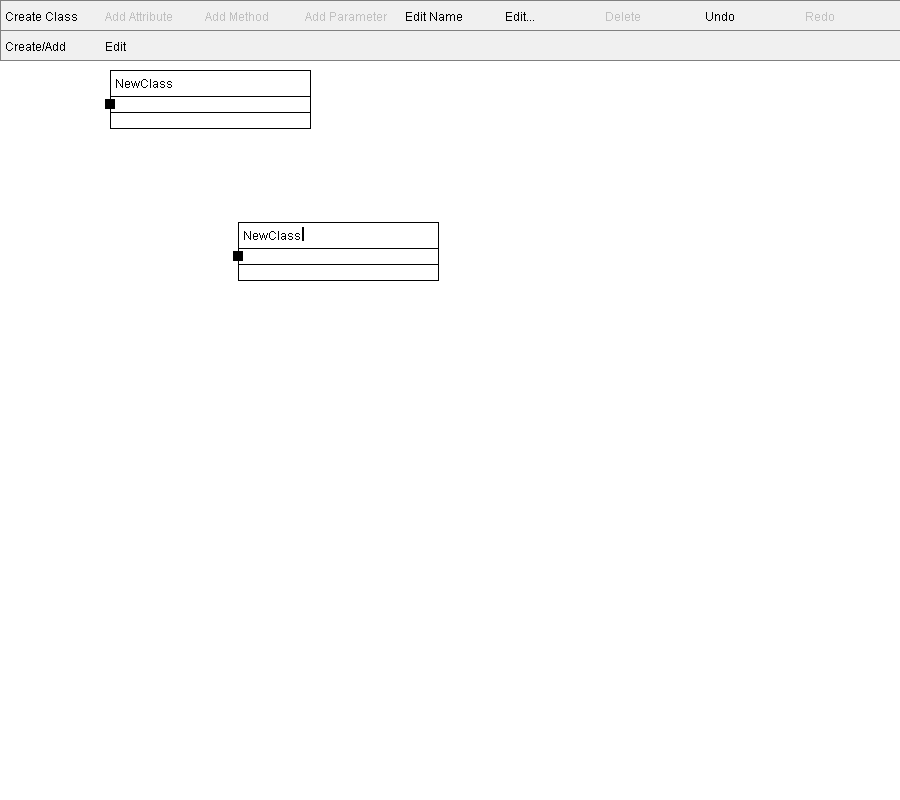 Create Class Add Attribute Add Method Add Parameter Edit Name Edit... Delete Undo Redo
Create/Add Edit
NewClass
NewClass